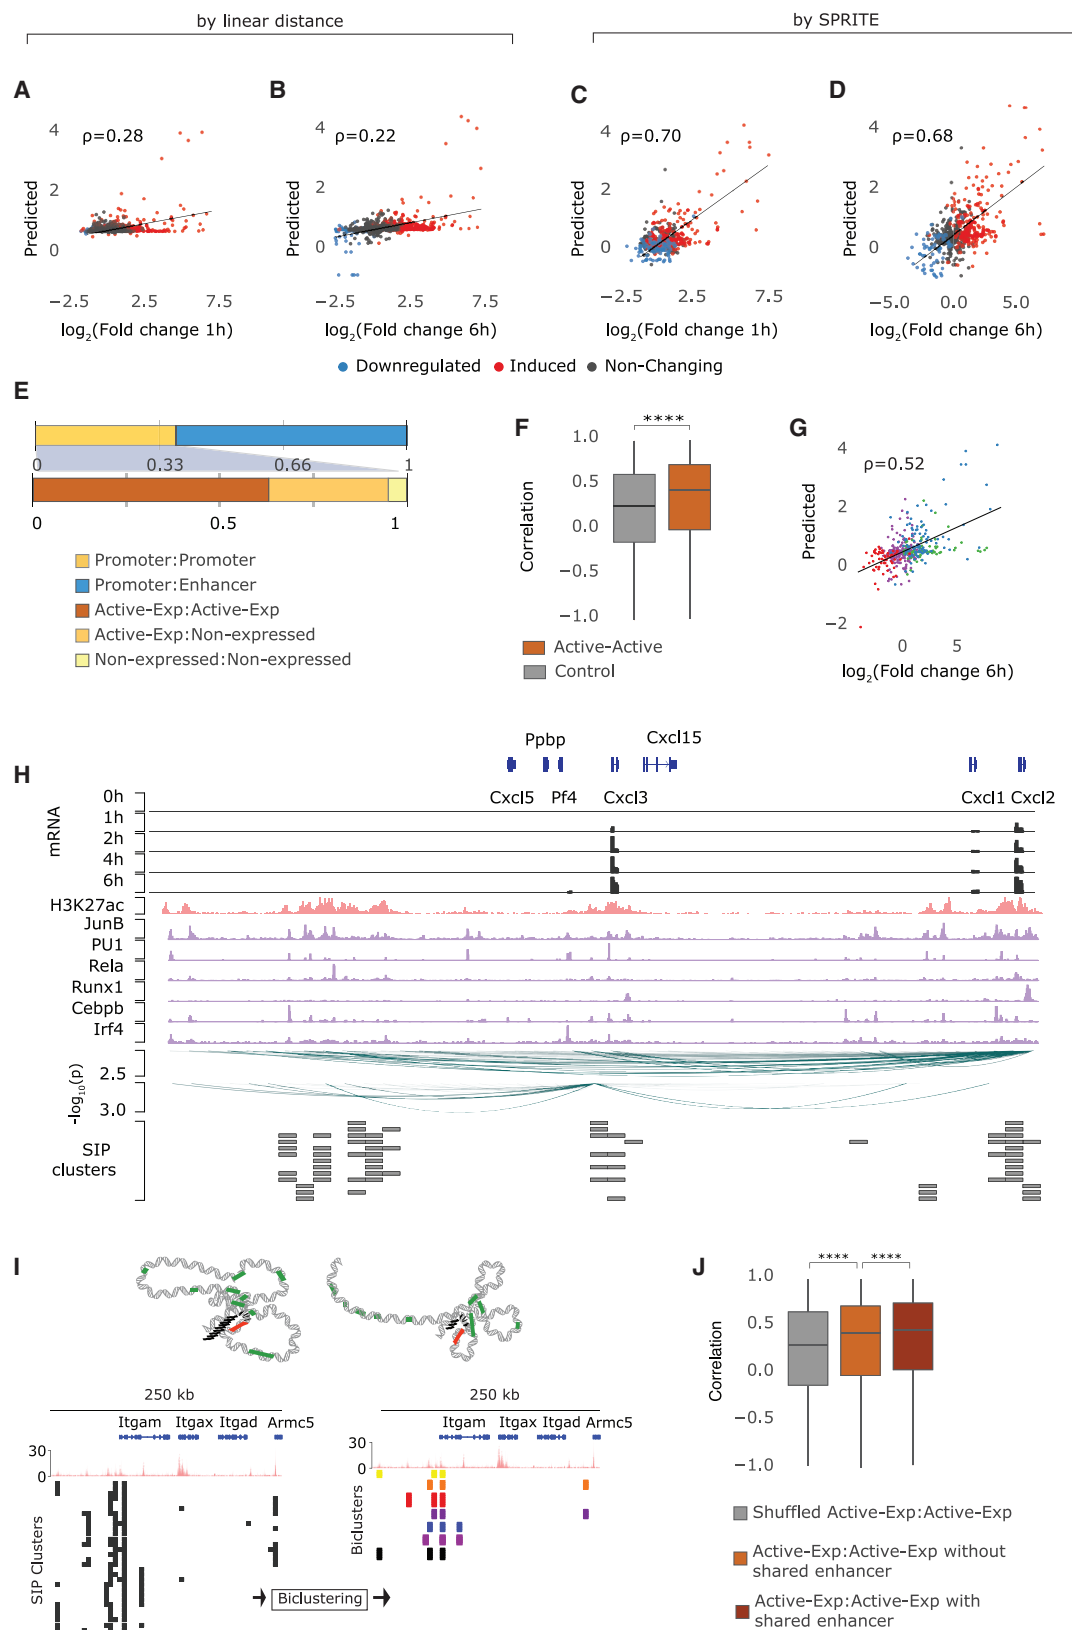 by linear distance
by SPRITE
A
B
C
D
ρ=0.28
ρ=0.22
ρ=0.70
ρ=0.68
Predicted
4
2
0
−2.5
2.5
7.5
log2(Fold change 1h)
Predicted
4
2
0
−2.5
2.5
7.5
log2(Fold change 6h)
Predicted
4
2
0
−2.5
2.5
7.5
log2(Fold change 1h)
Predicted
4
2
0
−5.0
0.0
5.0
log2(Fold change 6h)
Downregulated
Induced
Non-Changing
E
0
0.33
0.66
1
0
0.5
1
Promoter:Promoter
Promoter:Enhancer
Active-Exp:Active-Exp
Active-Exp:Non-expressed
Non-expressed:Non-expressed
F
****
Correlation
1.0
0.5
0.0
−0.5
−1.0
Active-Active
Control
G
ρ=0.52
Predicted
4
2
0
−2
0
5
log2(Fold change 6h)
H
Ppbp
Cxcl15
Cxcl5
Pf4
Cxcl3
Cxcl1
Cxcl2
mRNA
0h
1h
2h
4h
6h
H3K27ac
JunB
PU1
Rela
Runx1
Cebpb
Irf4
-log10(p)
2.5
3.0
SIP
clusters
I
250 kb
Itgam
Itgax
Itgad
Armc5
30
0
SIP Clusters
Biclustering
250 kb
Itgam
Itgax
Itgad
Armc5
30
0
Biclusters
J
****
****
Correlation
1.0
0.5
0.0
−0.5
−1.0
Shuffled Active-Exp:Active-Exp
Active-Exp:Active-Exp without
shared enhancer
Active-Exp:Active-Exp with
shared enhancer